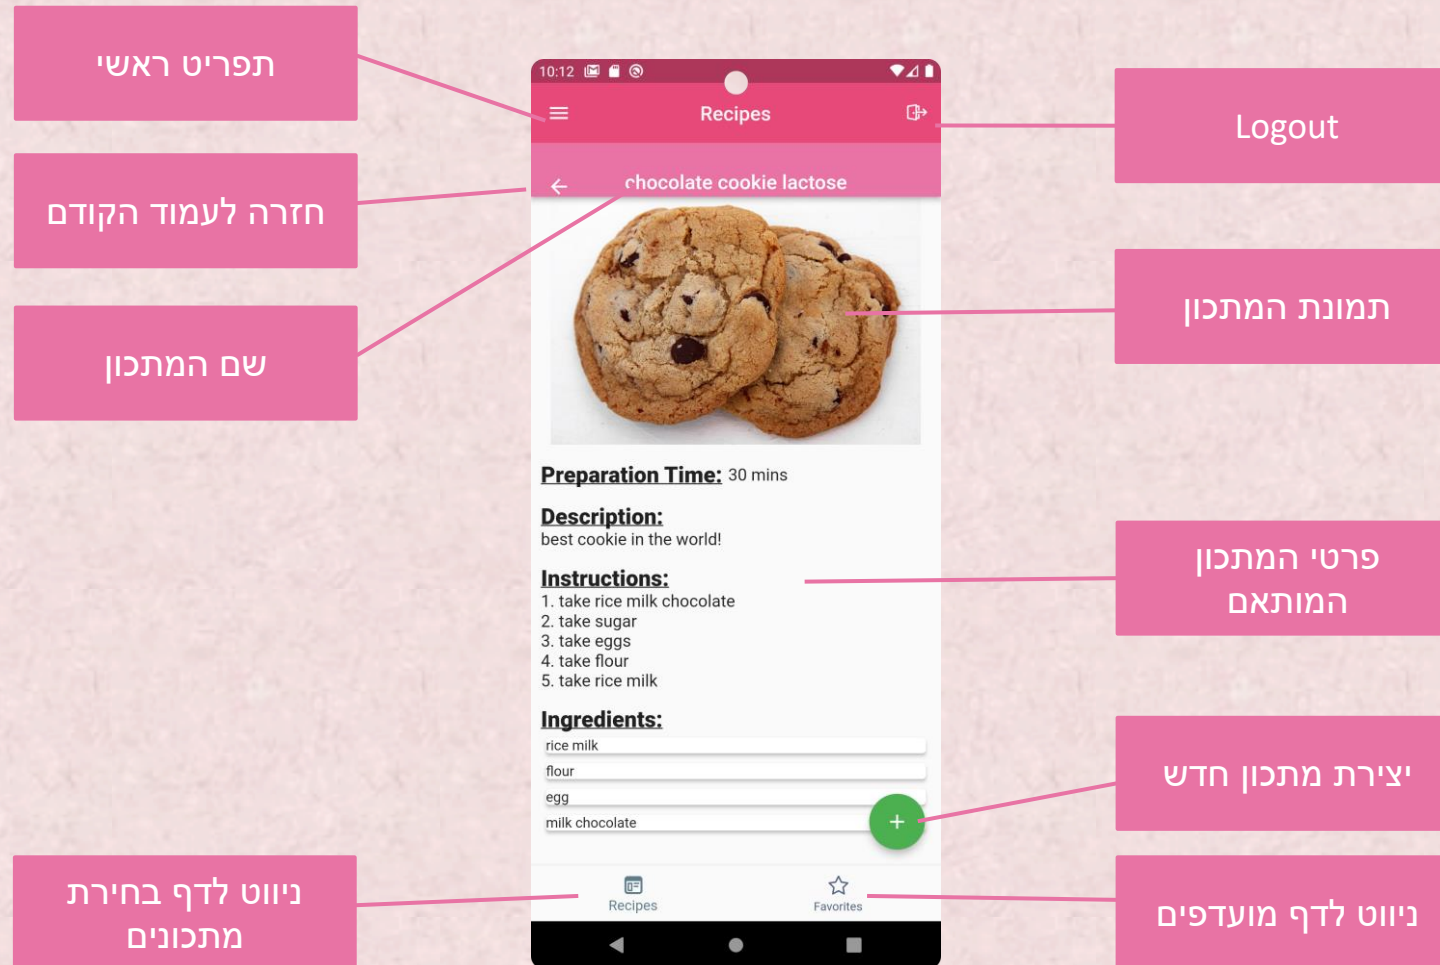 תפריט ראשי
חזרה לעמוד הקודם
שם המתכון
ניווט לדף בחירת
מתכונים
10:12
Recipes
chocolate cookie lactose
Preparation Time: 30 mins
Description:
best cookie in the world!
Instructions:
1. take rice milk chocolate
2. take sugar
3. take eggs
4. take flour
5. take rice milk
Ingredients:
rice milk
flour
egg
milk chocolate
+
Recipes
Favorites
Logout
תמונת המתכון
פרטי המתכון
המותאם
יצירת מתכון חדש
ניווט לדף מועדפים